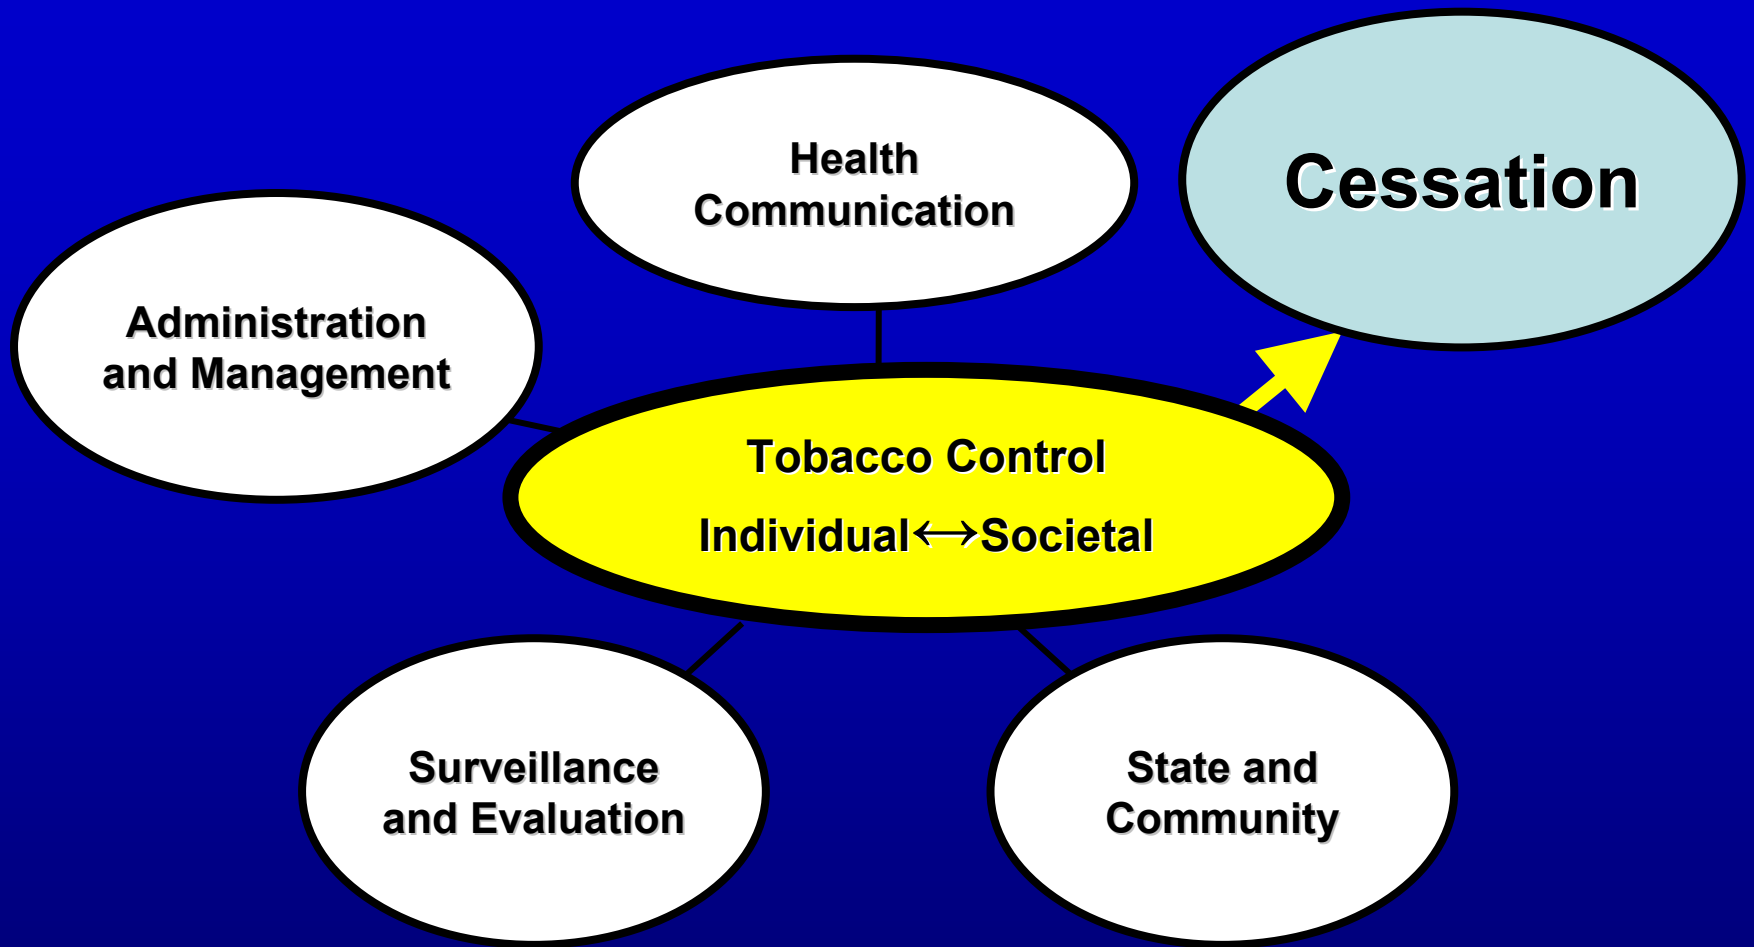 Health
Communication
Cessation
Administration
and Management
Tobacco Control
Individual↔Societal
Surveillance
and Evaluation
State and
Community